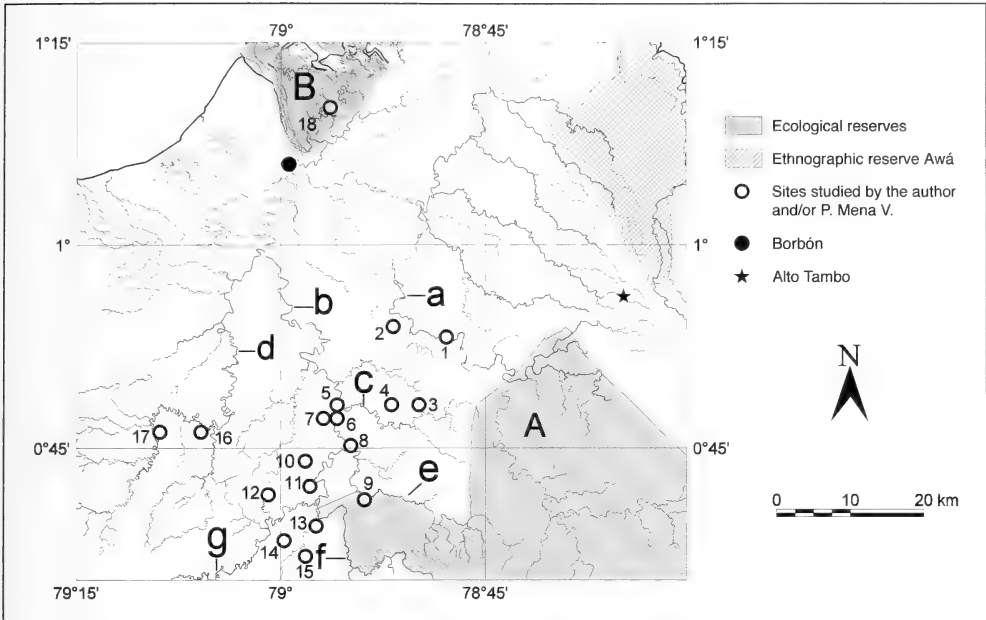 79° 78°45'
1°15' 1°15'
B
18
Ecological reserves
Ethnographic reserve Awá
Sites studied by the author
and/or P. Mena V.
Borbón
Alto Tambo
1° 1°
a
b
2
1
d
c
5 4 3
7 6
A
17 16
8
0°45' 0°45'
10
e
11
9
12
N
0 10 20 km
13
g 14
f
15
79°15' 79° 78°45'